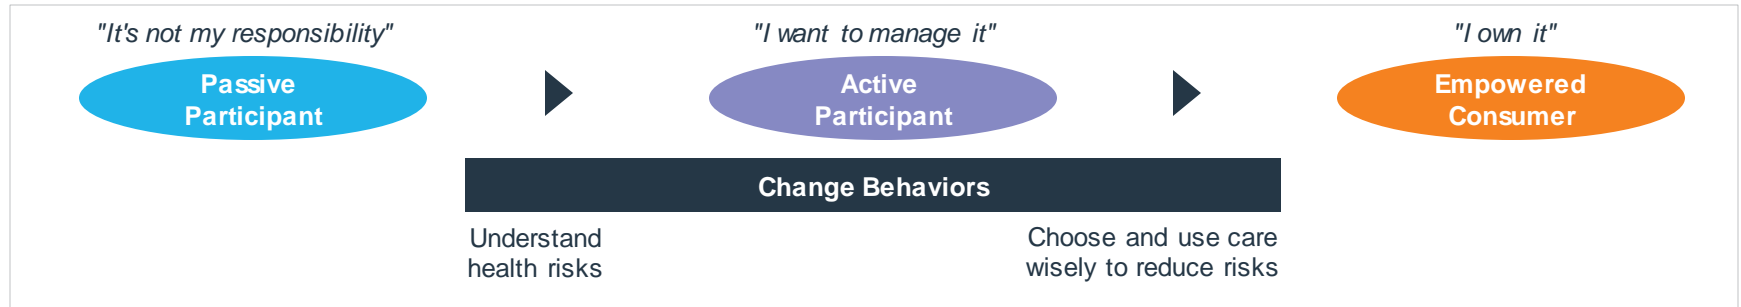 "It's not my responsibility"
"I want to manage it"
"I own it"
Passive
Participant
Active
Participant
Empowered
Consumer
Change Behaviors
Understand
health risks
Choose and use care
wisely to reduce risks